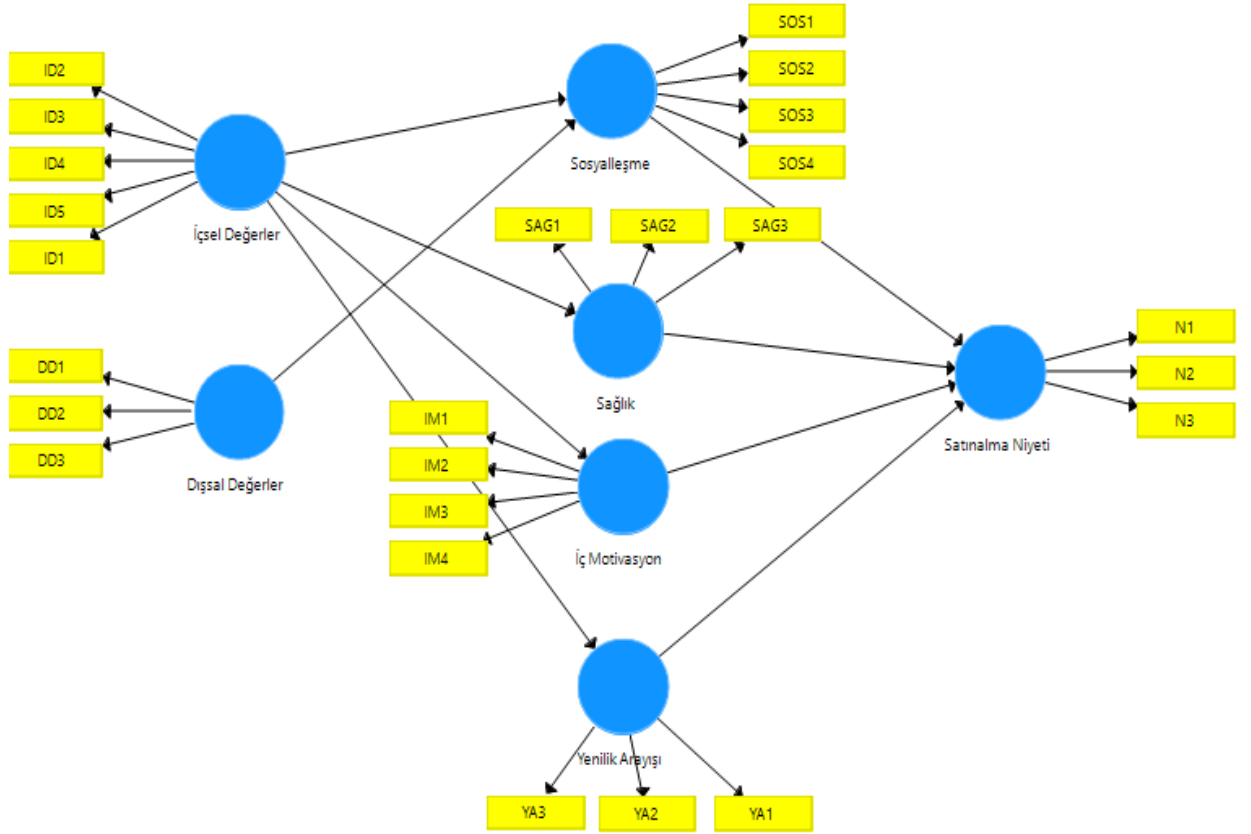 SOS1
SOS2
SOS3
SOS4
Sosyalleşme
ID2
ID3
ID4
ID5
ID1
İçsel Değerler
SAG1
SAG2
SAG3
Sağlık
DD1
DD2
DD3
Dışsal Değerler
IM1
IM2
IM3
IM4
İç Motivasyon
N1
N2
N3
Satınalma Niyeti
Yenilik Arayışı
YA3
YA2
YA1